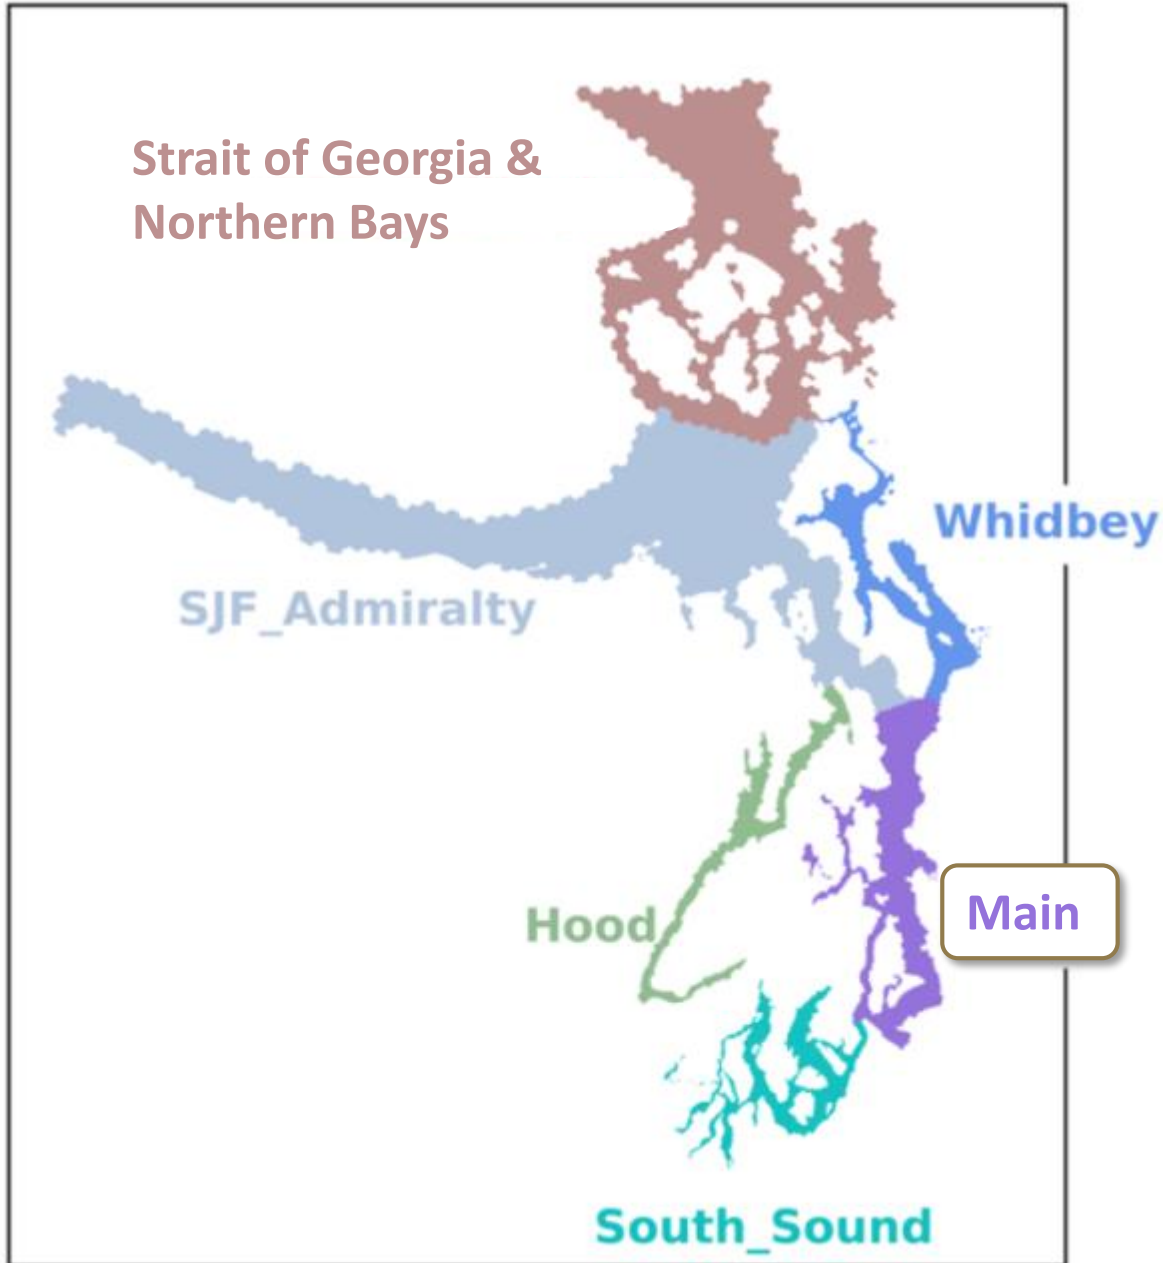 Strait of Georgia &
Northern Bays
Whidbey
SJF_Admiralty
Main
Hood
South_Sound